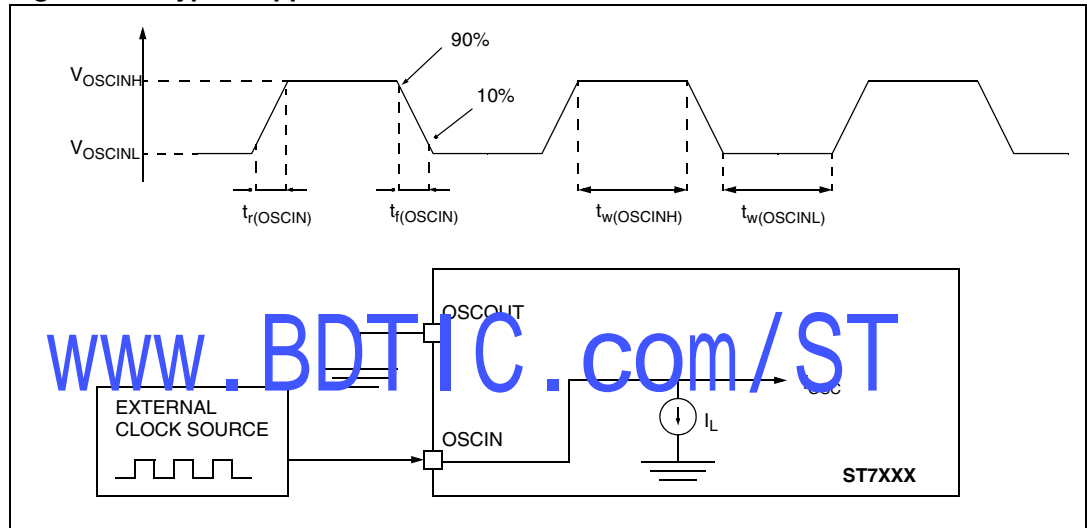 90%
VOSCINH
10%
VOSCINL
tr(OSCIN)
tf(OSCIN)
tw(OSCINH)
tw(OSCINL)
OSCOUT
www.BDTIC.com/ST
EXTERNAL
CLOCK SOURCE
OSCIN
IL
ST7XXX